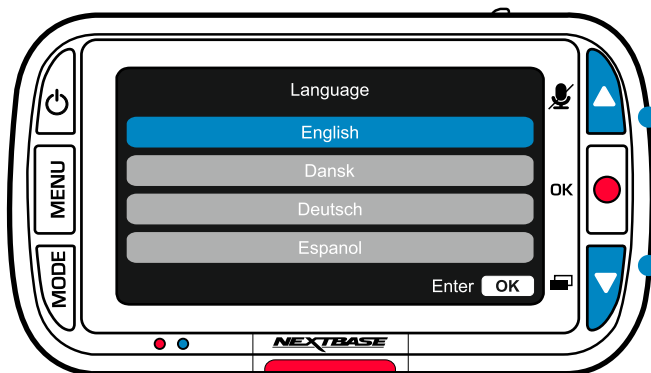 Language
English
Dansk
Deutsch
Espanol
Enter OK
MENU
MODE
OK
NEXTBASE